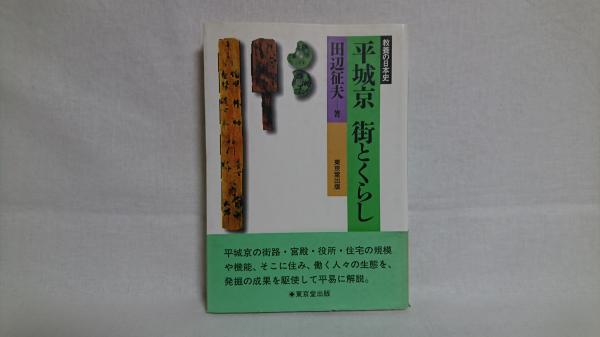 教養の日本史
平城京 街とくらし
田辺征夫―著
東京堂出版
平城京の街路・宮殿・役所・住宅の規模
や機能、そこに住み、働く人々の生態を、
発掘の成果を駆使して平易に解説。
◆東京堂出版